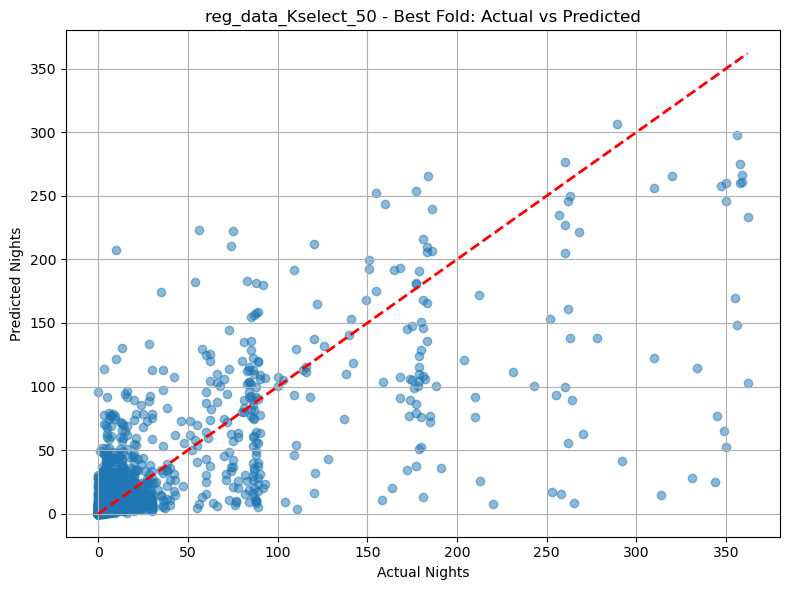 reg_data_Kselect_50 - Best Fold: Actual vs Predicted
Predicted Nights
350
300
250
200
150
100
50
0
0 50 100 150 200 250 300 350
Actual Nights